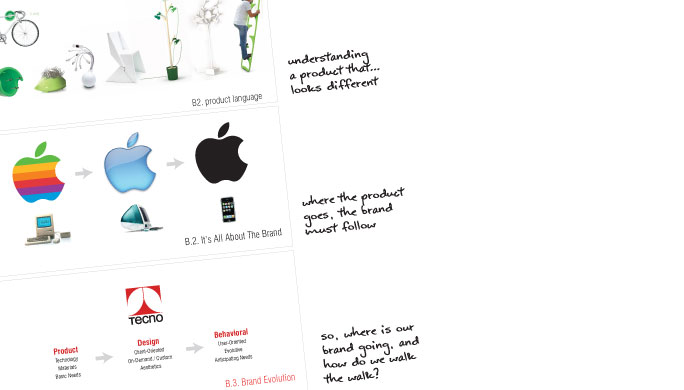 understanding
a product that...
looks different
B2. product language
where the product
goes, the brand
must follow
B.2. It's All About The Brand
TECNO
Product
Technology
Materials
Basic Needs
Design
Client-Oriented
On-Demand / Custom
Aesthetics
Behavioral
User-Oriented
Evocative
Anticipating Needs
B.3. Brand Evolution
so, where is our
brand going, and
how do we walk
the walk?